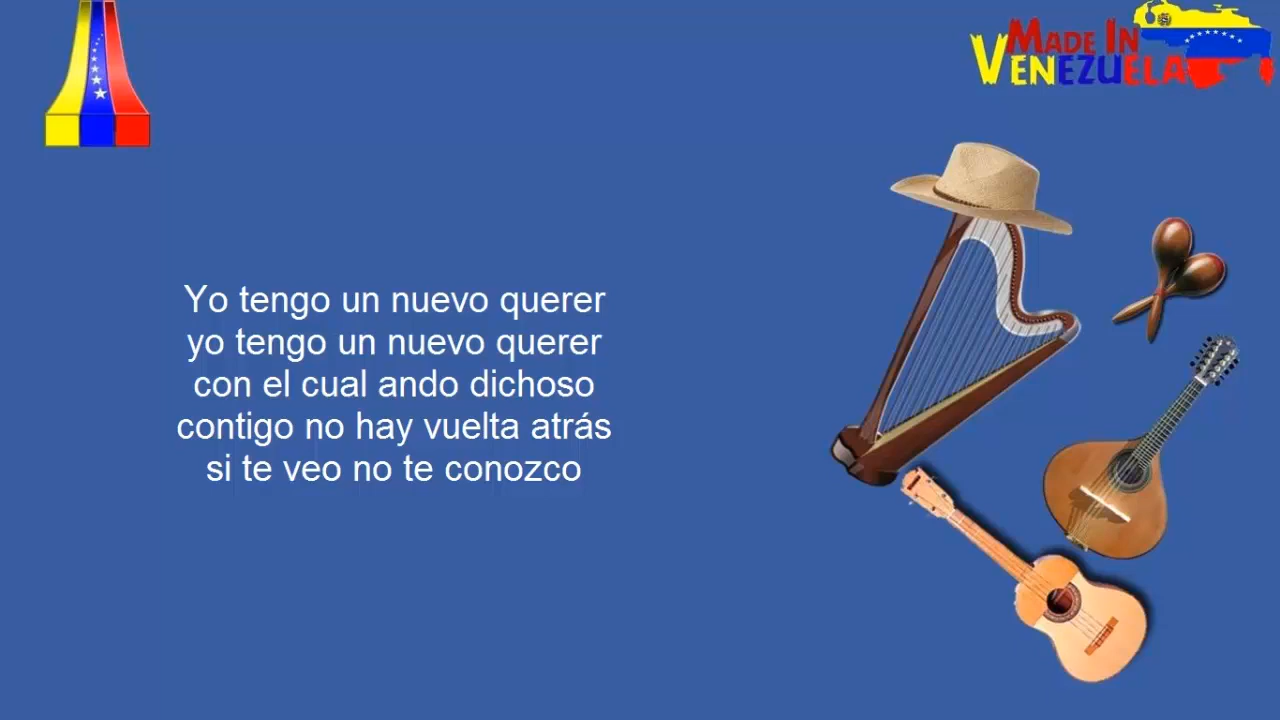 MADE IN
VENEZUELA
Yo tengo un nuevo querer
yo tengo un nuevo querer
con el cual ando dichoso
contigo no hay vuelta atrás
si te veo no te conozco